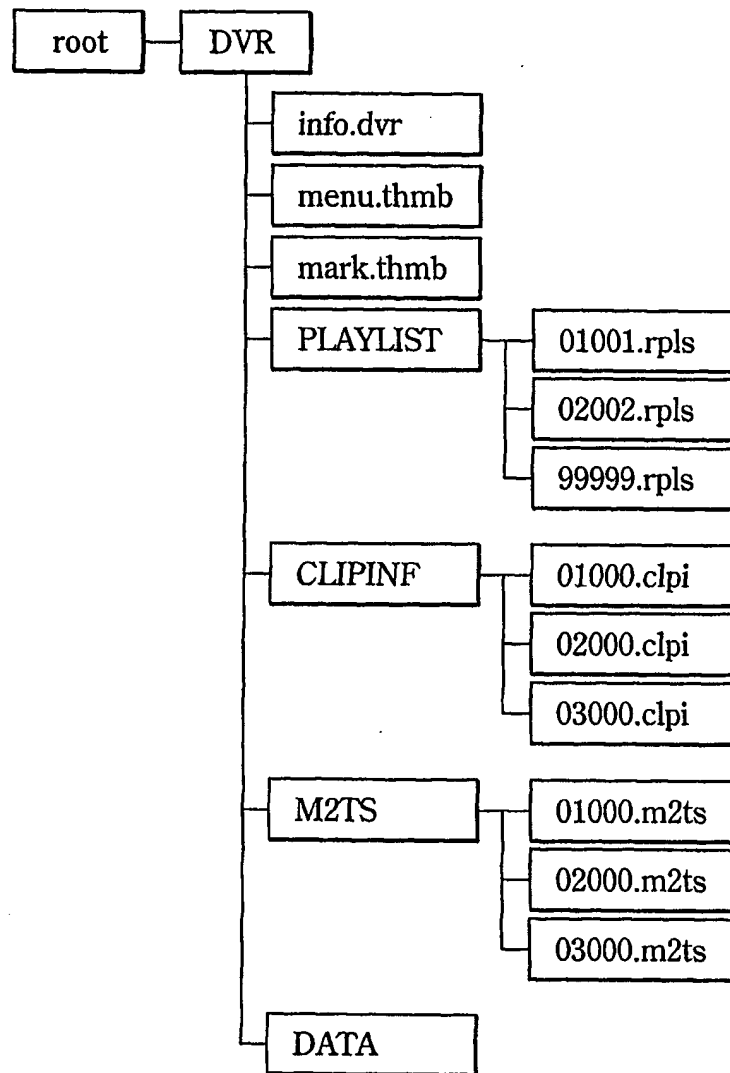 root
DVR
info.dvr
menu.thmb
mark.thmb
PLAYLIST
01001.rpls
02002.rpls
99999.rpls
CLIPINF
01000.clpi
02000.clpi
03000.clpi
M2TS
01000.m2ts
02000.m2ts
03000.m2ts
DATA